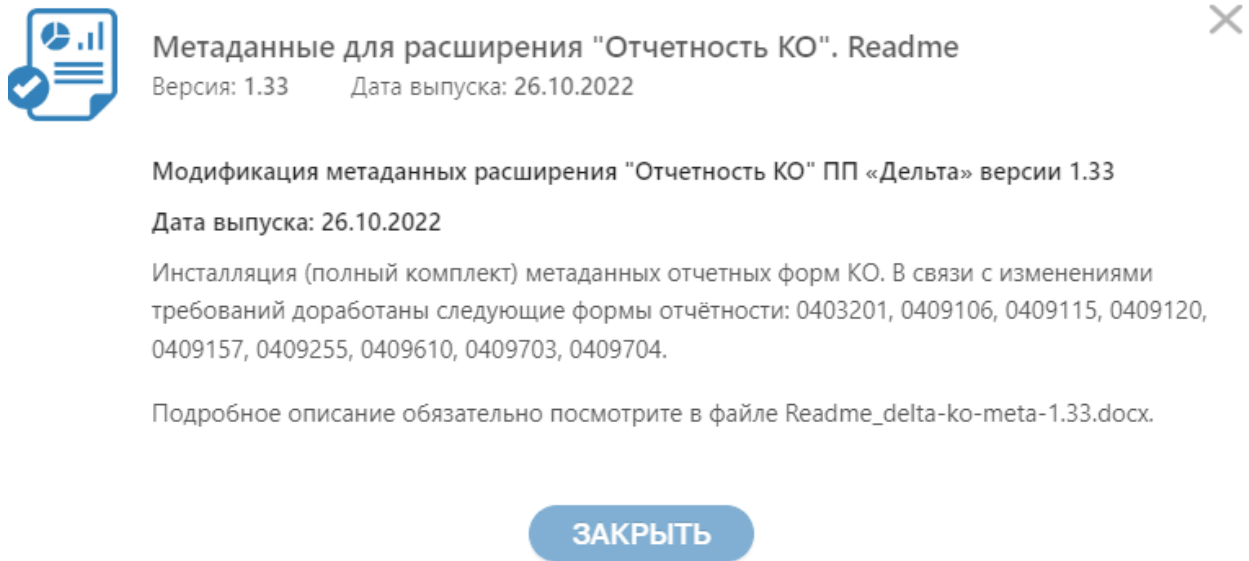 Метаданные для расширения "Отчетность КО". Readme
Версия: 1.33 Дата выпуска: 26.10.2022
Модификация метаданных расширения "Отчетность КО" ПП «Дельта» версии 1.33
Дата выпуска: 26.10.2022
Инсталляция (полный комплект) метаданных отчетных форм КО. В связи с изменениями
требований доработаны следующие формы отчётности: 0403201, 0409106, 0409115, 0409120,
0409157, 0409255, 0409610, 0409703, 0409704.
Подробное описание обязательно посмотрите в файле Readme_delta-ko-meta-1.33.docx.
ЗАКРЫТЬ